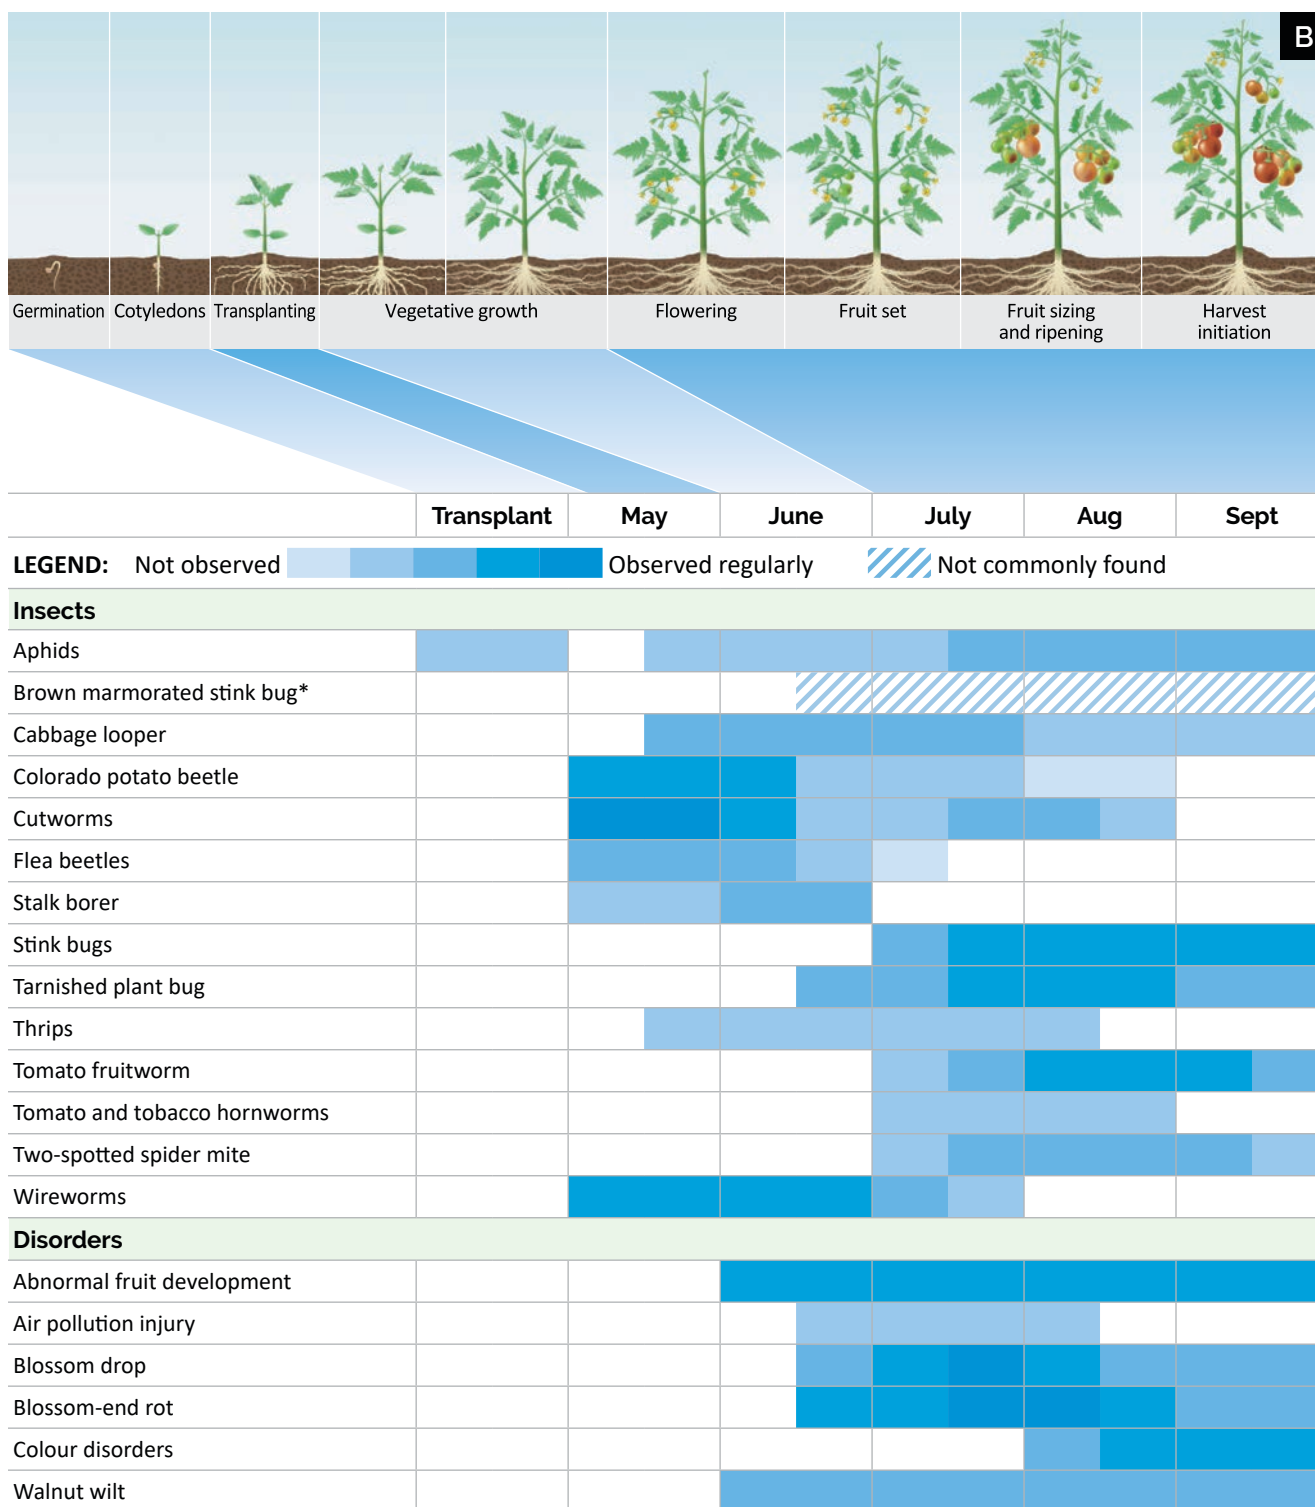 B
Germination Cotyledons Transplanting Vegetative growth Flowering Fruit set Fruit sizing and ripening Harvest initiation
Transplant May June July Aug Sept
LEGEND: Not observed Observed regularly Not commonly found
Insects
Aphids
Brown marmorated stink bug*
Cabbage looper
Colorado potato beetle
Cutworms
Flea beetles
Stalk borer
Stink bugs
Tarnished plant bug
Thrips
Tomato fruitworm
Tomato and tobacco hornworms
Two-spotted spider mite
Wireworms
Disorders
Abnormal fruit development
Air pollution injury
Blossom drop
Blossom-end rot
Colour disorders
Walnut wilt